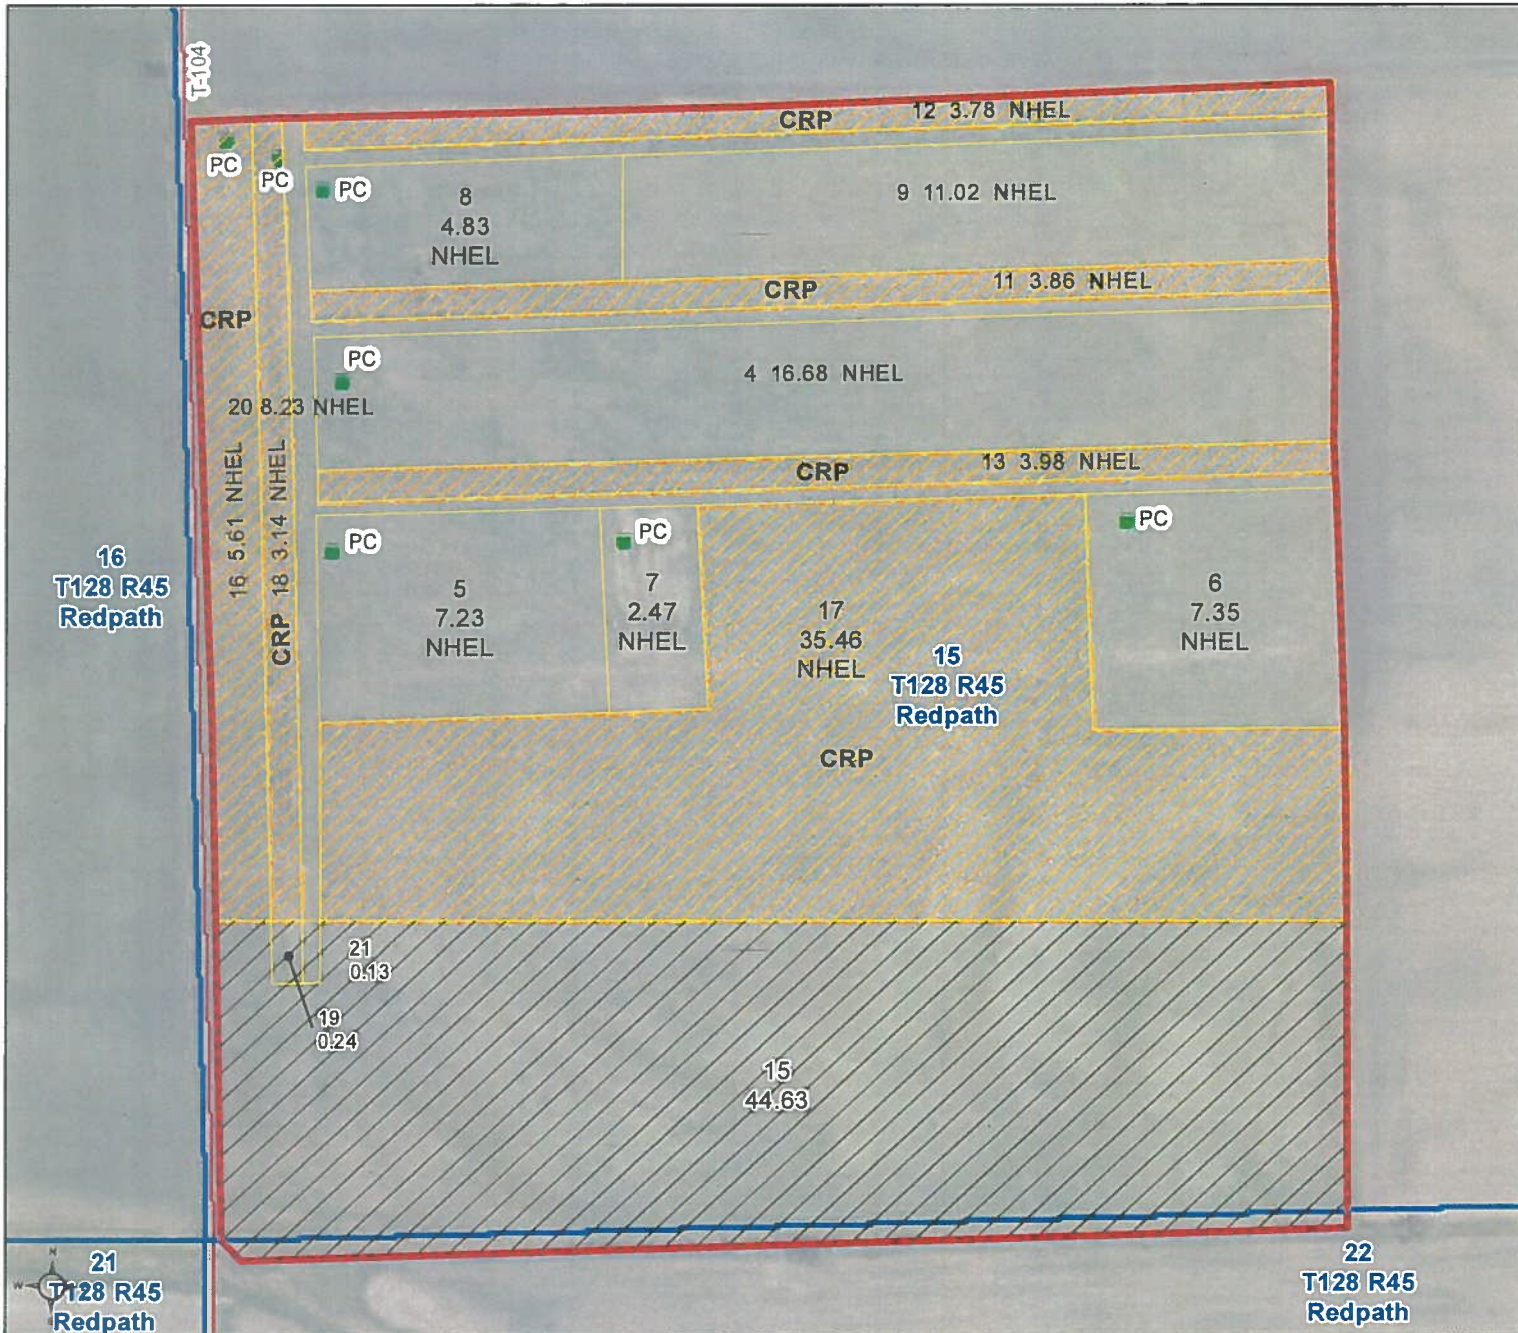 T-104
CRP
12 3.78 NHEL
PC
PC
PC
8
4.83
NHEL
9 11.02 NHEL
CRP
11 3.86 NHEL
CRP
PC
4 16.68 NHEL
20 8.23 NHEL
CRP
13 3.98 NHEL
16 5.61 NHEL
CRP 18 3.14 NHEL
PC
PC
PC
16
T128 R45
Redpath
5
7.23
NHEL
7
2.47
NHEL
17
35.46
NHEL
6
7.35
NHEL
15
T128 R45
Redpath
CRP
21
0.13
19
0.24
15
44.63
N
W
21
T128 R45
Redpath
22
T128 R45
Redpath